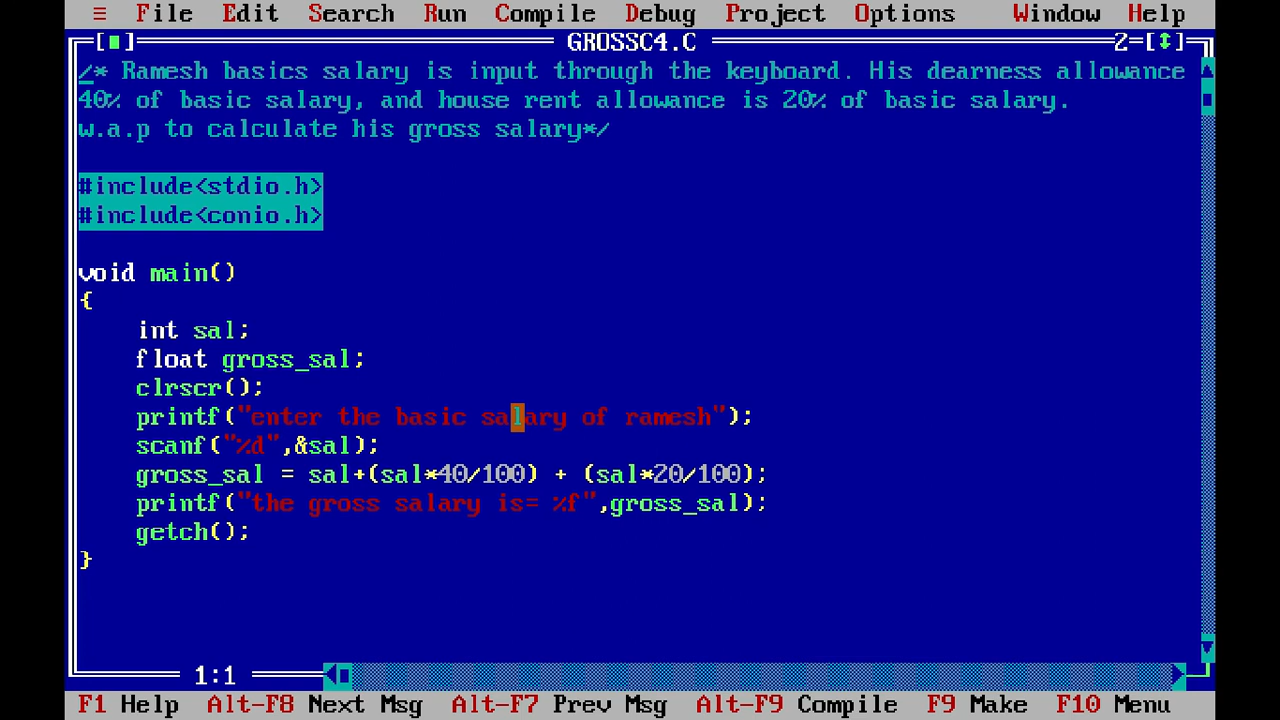 ≡ File Edit Search Run Compile Debug Project Options Window Help
[■] GROSSC4.C 2=[↕]
/* Ramesh basics salary is input through the keyboard. His dearness allowance
40% of basic salary, and house rent allowance is 20% of basic salary.
w.a.p to calculate his gross salary*/
#include<stdio.h>
#include<conio.h>
void main()
{
int sal;
float gross_sal;
clrscr();
printf("enter the basic salary of ramesh");
scanf("%d",&sal);
gross_sal = sal+(sal*40/100) + (sal*20/100);
printf("the gross salary is= %f",gross_sal);
getch();
}
1:1
F1 Help Alt-F8 Next Msg Alt-F7 Prev Msg Alt-F9 Compile F9 Make F10 Menu